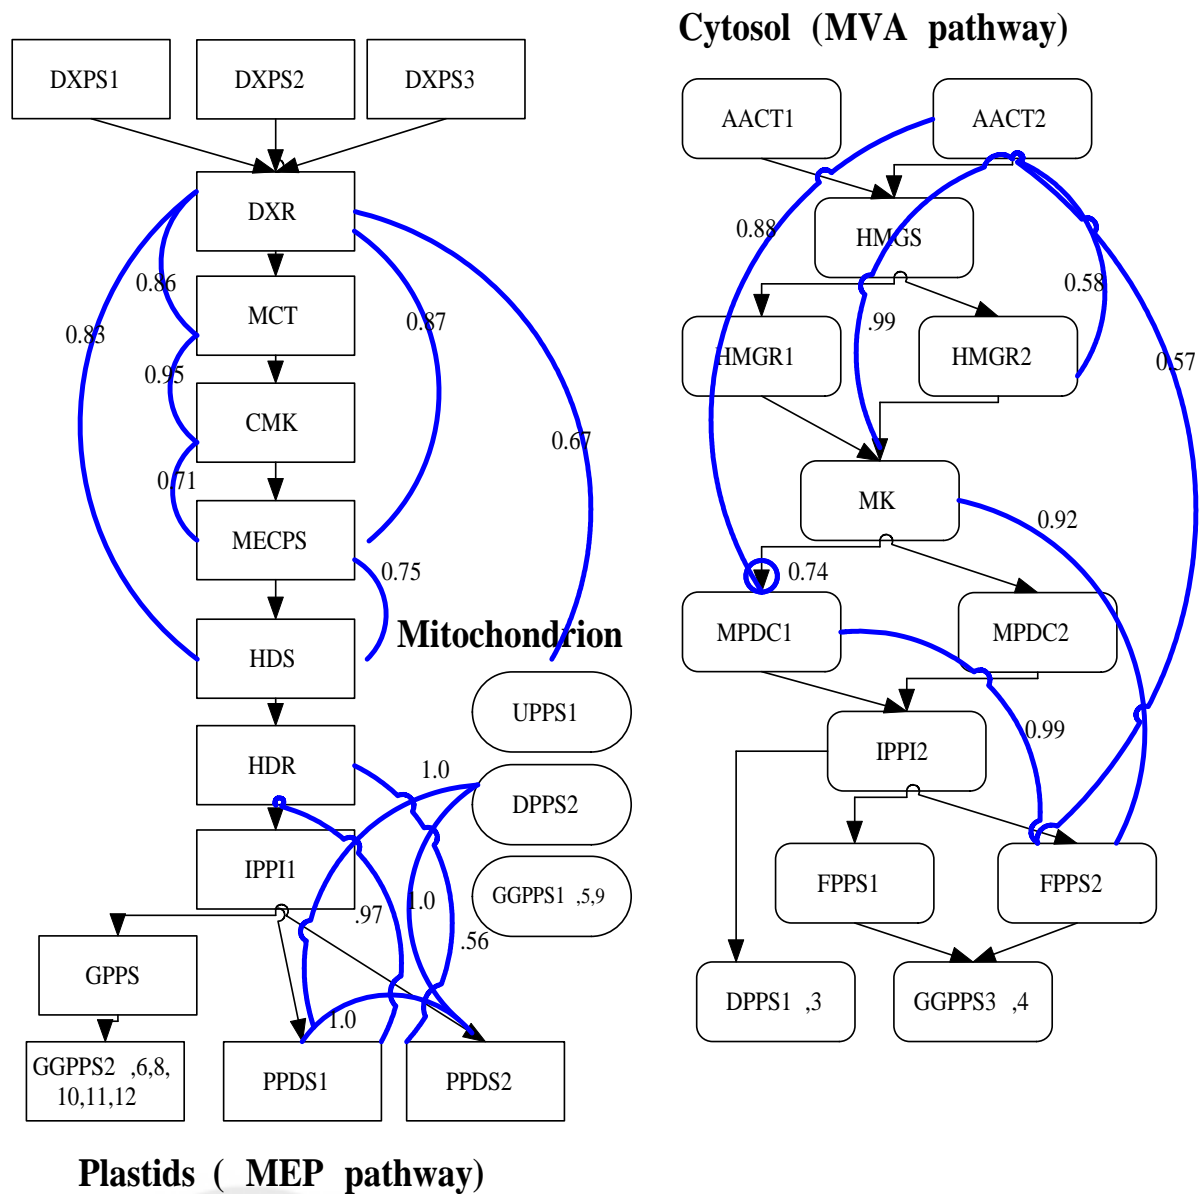 Cytosol (MVA pathway)
DXPS1
DXPS2
DXPS3
AACT1
AACT2
DXR
HMGS
0.88
0.86
MCT
0.83
0.87
.99
0.58
HMGR1
HMGR2
0.57
0.95
CMK
0.67
0.71
MK
0.92
MECPS
0.75
0.74
Mitochondrion
MPDC1
MPDC2
HDS
UPPS1
0.99
IPPI2
HDR
1.0
DPPS2
IPPI1
FPPS1
FPPS2
GGPPS1 ,5,9
.97
1.0
.56
GPPS
DPPS1 ,3
GGPPS3 ,4
1.0
GGPPS2 ,6,8,
10,11,12
PPDS1
PPDS2
Plastids ( MEP pathway)